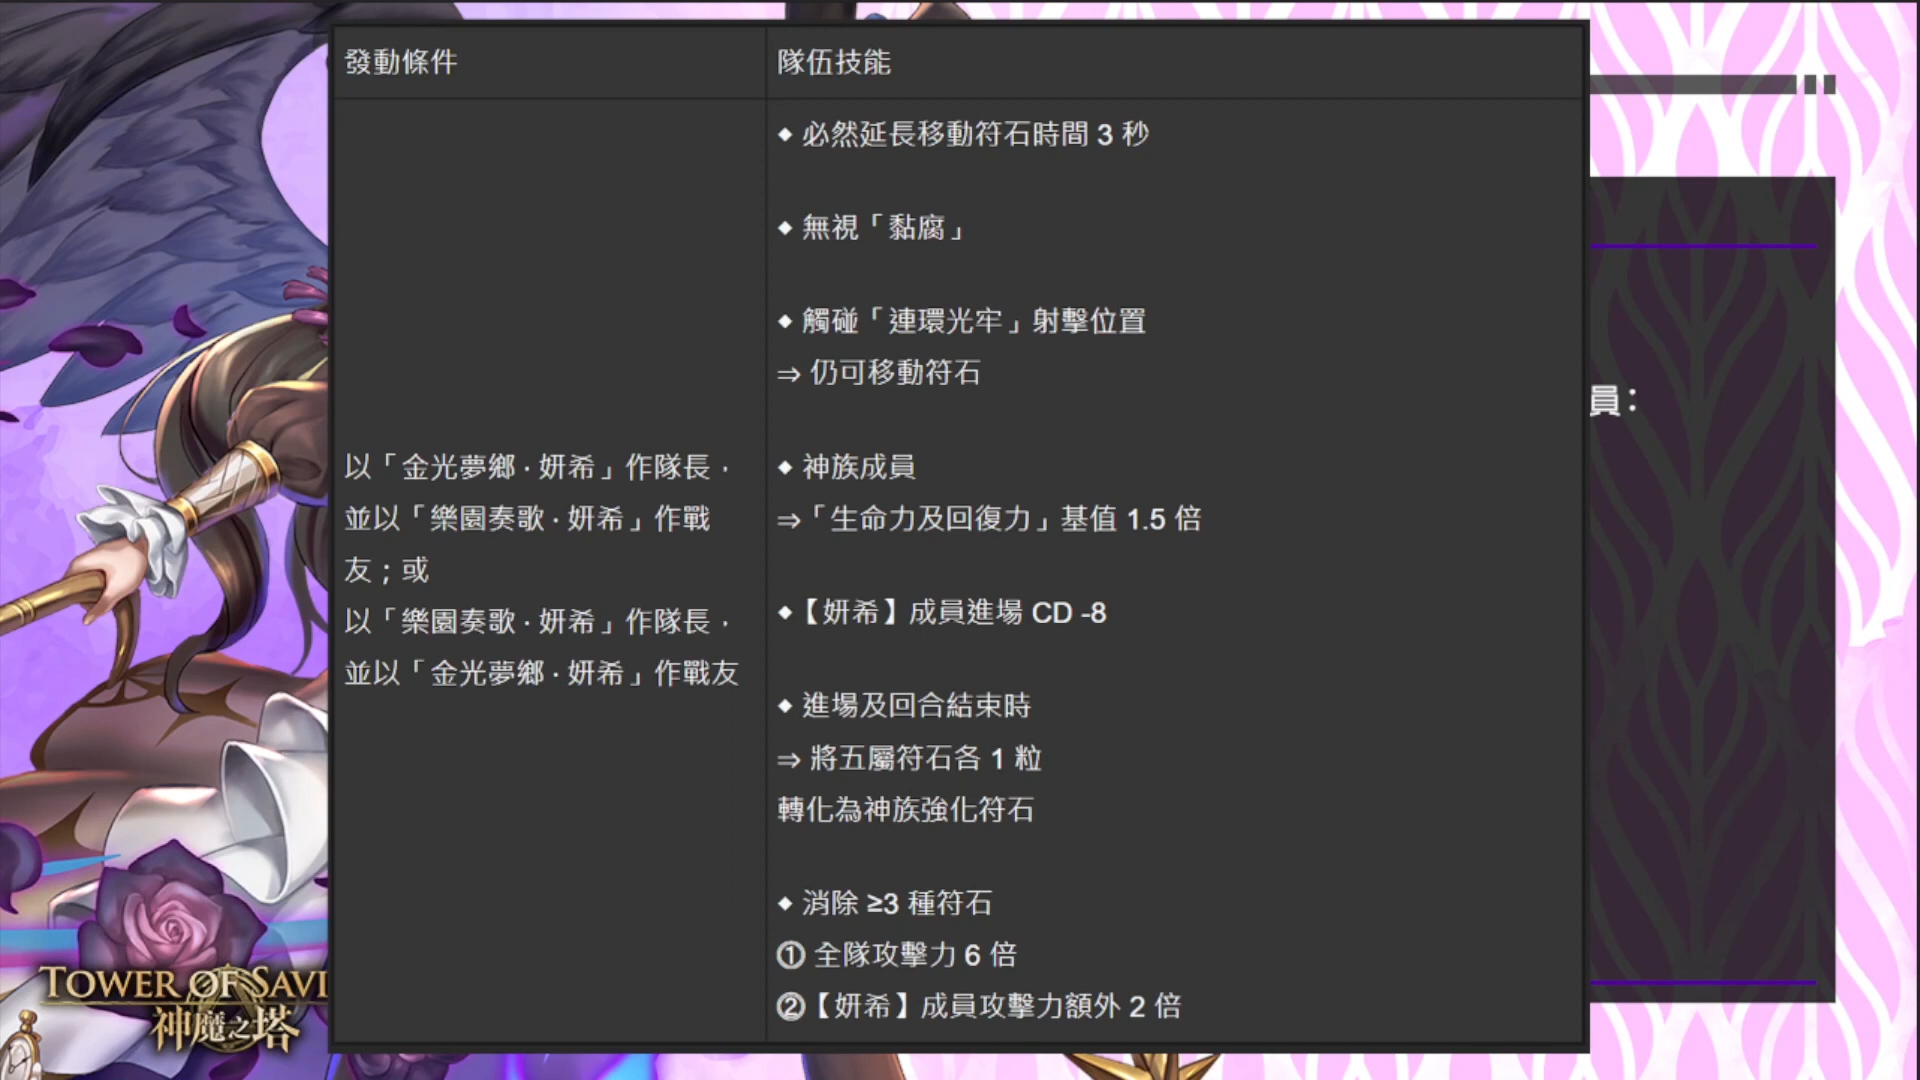 發動條件
隊伍技能
◆ 必然延長移動符石時間 3 秒
◆ 無視「黏腐」
◆ 觸碰「連環光牢」射擊位置
⇒ 仍可移動符石
以「金光夢鄉 · 妍希」作隊長，
並以「樂園奏歌 · 妍希」作戰
友；或
以「樂園奏歌 · 妍希」作隊長，
並以「金光夢鄉 · 妍希」作戰友
◆ 神族成員
⇒「生命力及回復力」基值 1.5 倍
◆【妍希】成員進場 CD -8
◆ 進場及回合結束時
⇒ 將五屬符石各 1 粒
轉化為神族強化符石
◆ 消除 ≥3 種符石
① 全隊攻擊力 6 倍
②【妍希】成員攻擊力額外 2 倍
員：
TOWER OF SAVI
神魔之塔